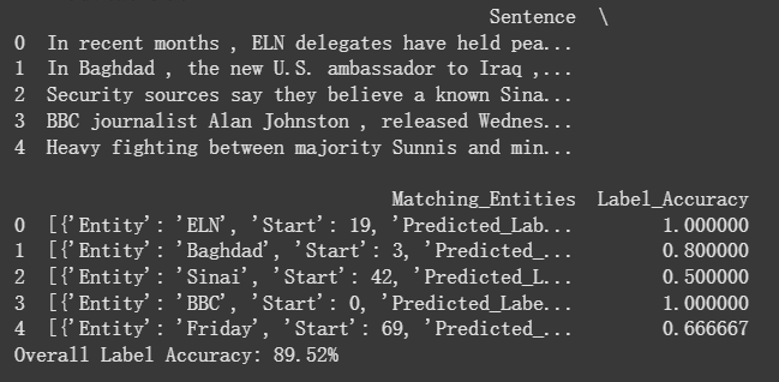 Sentence \
0 In recent months , ELN delegates have held pea...
1 In Baghdad , the new U.S. ambassador to Iraq ,...
2 Security sources say they believe a known Sina...
3 BBC journalist Alan Johnston , released Wednes...
4 Heavy fighting between majority Sunnis and min...
Matching_Entities Label_Accuracy
0 [{'Entity': 'ELN', 'Start': 19, 'Predicted_Lab... 1.000000
1 [{'Entity': 'Baghdad', 'Start': 3, 'Predicted_... 0.800000
2 [{'Entity': 'Sinai', 'Start': 42, 'Predicted_L... 0.500000
3 [{'Entity': 'BBC', 'Start': 0, 'Predicted_Labe... 1.000000
4 [{'Entity': 'Friday', 'Start': 69, 'Predicted_... 0.666667
Overall Label Accuracy: 89.52%